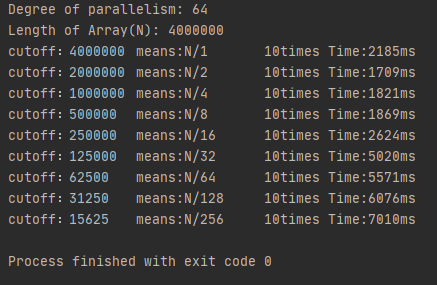 Degree of parallelism: 64
Length of Array(N): 4000000
cutoff: 4000000 means:N/1 10times Time:2185ms
cutoff: 2000000 means:N/2 10times Time:1709ms
cutoff: 1000000 means:N/4 10times Time:1821ms
cutoff: 500000 means:N/8 10times Time:1869ms
cutoff: 250000 means:N/16 10times Time:2624ms
cutoff: 125000 means:N/32 10times Time:5020ms
cutoff: 62500 means:N/64 10times Time:5571ms
cutoff: 31250 means:N/128 10times Time:6076ms
cutoff: 15625 means:N/256 10times Time:7010ms
Process finished with exit code 0